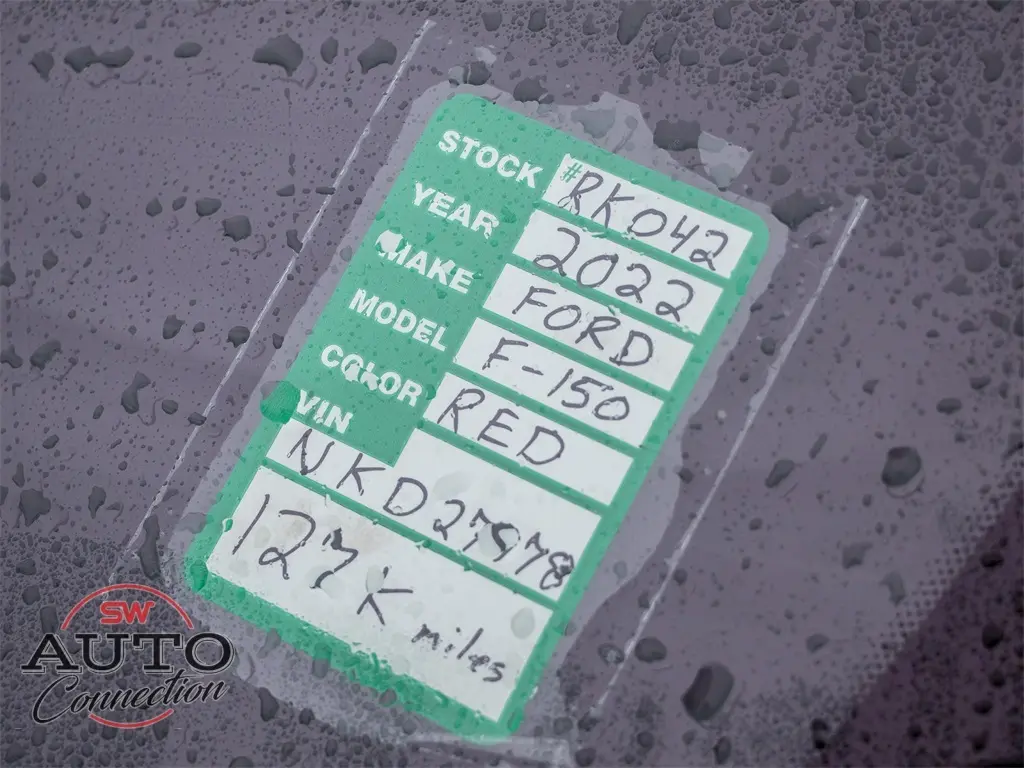 STOCK #RK042
YEAR 2022
MAKE FORD
MODEL F-150
COLOR RED
VIN
NKD27978
127K miles
SW
AUTO
Connection